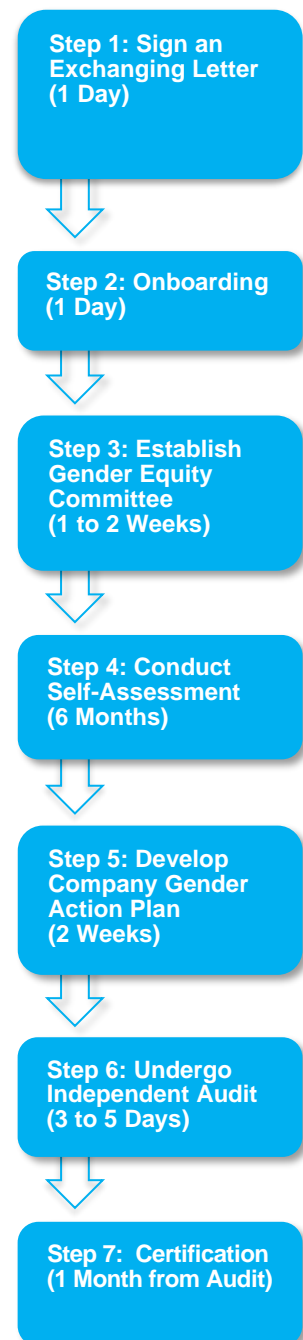 Step 1: Sign an
Exchanging Letter
(1 Day)
Step 2: Onboarding
(1 Day)
Step 3: Establish
Gender Equity
Committee
(1 to 2 Weeks)
Step 4: Conduct
Self-Assessment
(6 Months)
Step 5: Develop
Company Gender
Action Plan
(2 Weeks)
Step 6: Undergo
Independent Audit
(3 to 5 Days)
Step 7:  Certification
(1 Month from Audit)